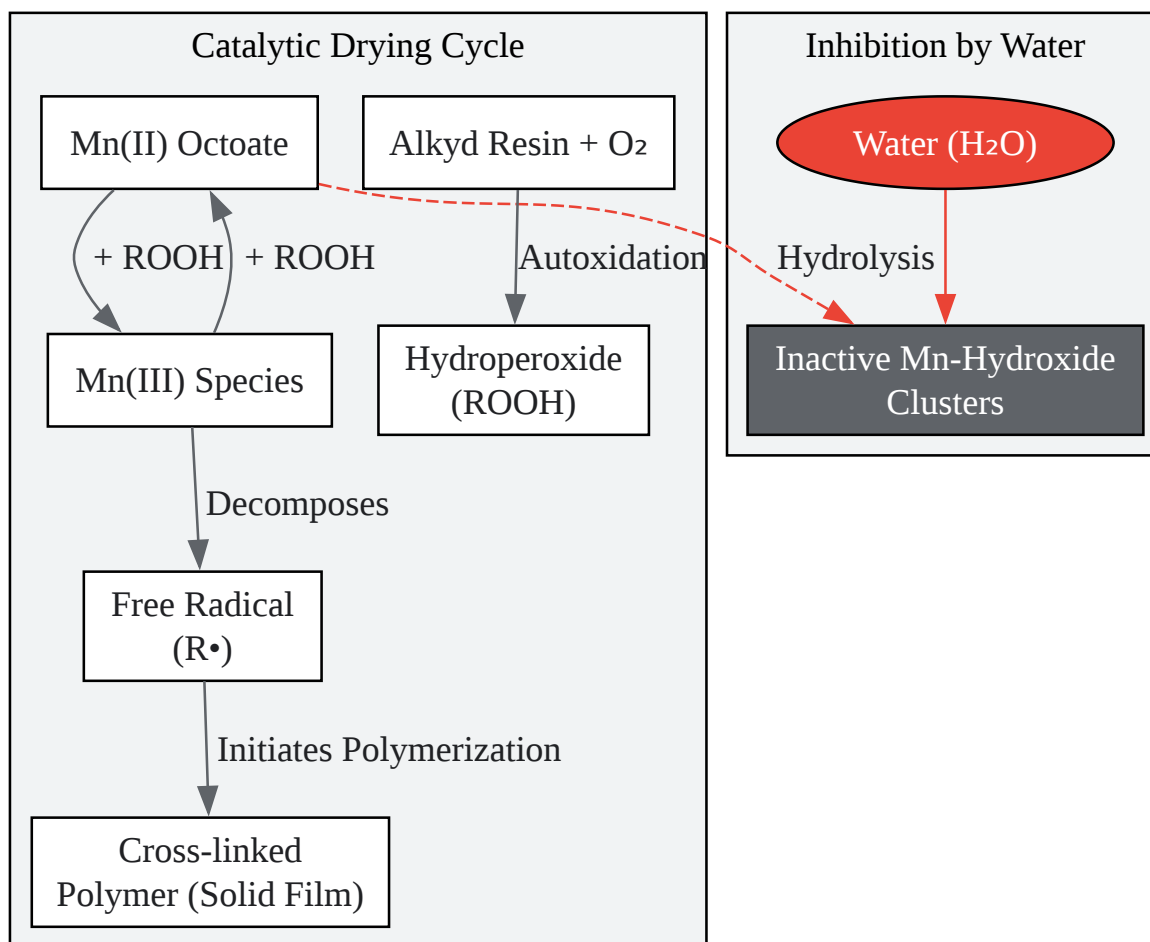 Catalytic Drying Cycle
Inhibition by Water
Mn(II) Octoate
Alkyd Resin + O₂
Water (H₂O)
+ ROOH
+ ROOH
Autoxidation
Hydrolysis
Mn(III) Species
Hydroperoxide
(ROOH)
Inactive Mn-Hydroxide
Clusters
Decomposes
Free Radical
(R•)
Initiates Polymerization
Cross-linked
Polymer (Solid Film)